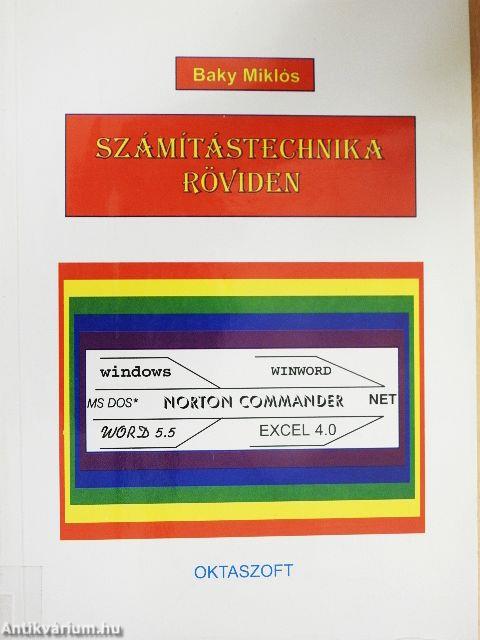 Baky Miklós
SZÁMÍTÁSTECHNIKA
RÖVIDEN
windows WINWORD
MS DOS* NORTON COMMANDER NET
WORD 5.5 EXCEL 4.0
OKTASZOFT
Antikvárium.hu